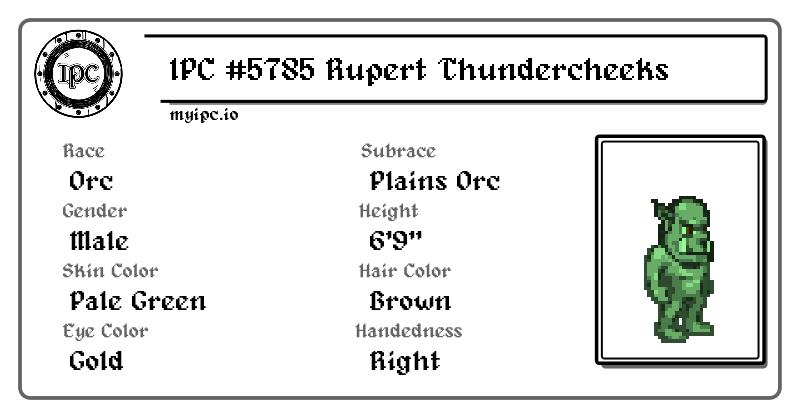 IPC
IPC #5785 Rupert Thundercheeks
myipc.io
Race
Orc
Subrace
Plains Orc
Gender
Male
Height
6'9"
Skin Color
Pale Green
Hair Color
Brown
Eye Color
Gold
Handedness
Right